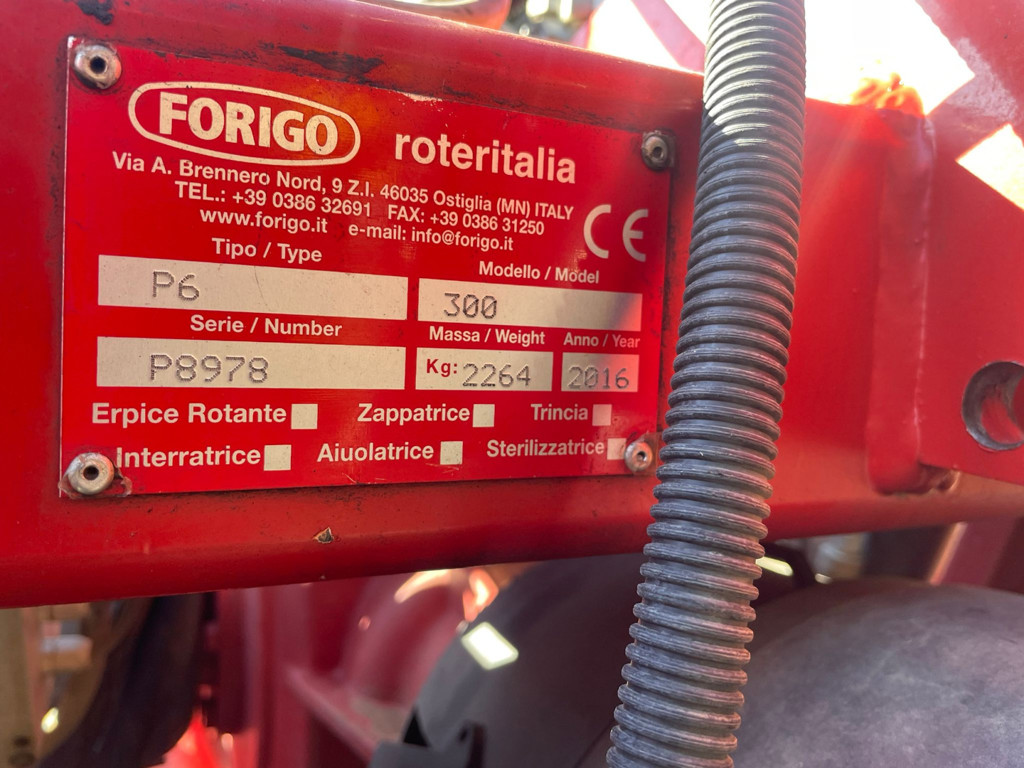 FORIGO roteritalia
Via A. Brennero Nord, 9 Z.I. 46035 Ostiglia (MN) ITALY
TEL.: +39 0386 32691 FAX: +39 0386 31250
www.forigo.it e-mail: info@forigo.it
CE
Tipo / Type Modello / Model
P6 300
Serie / Number Massa / Weight Anno / Year
P8978 Kg: 2264 2016
Erpice Rotante Zappatrice Trincia
Interratrice Aiuolatrice Sterilizzatrice